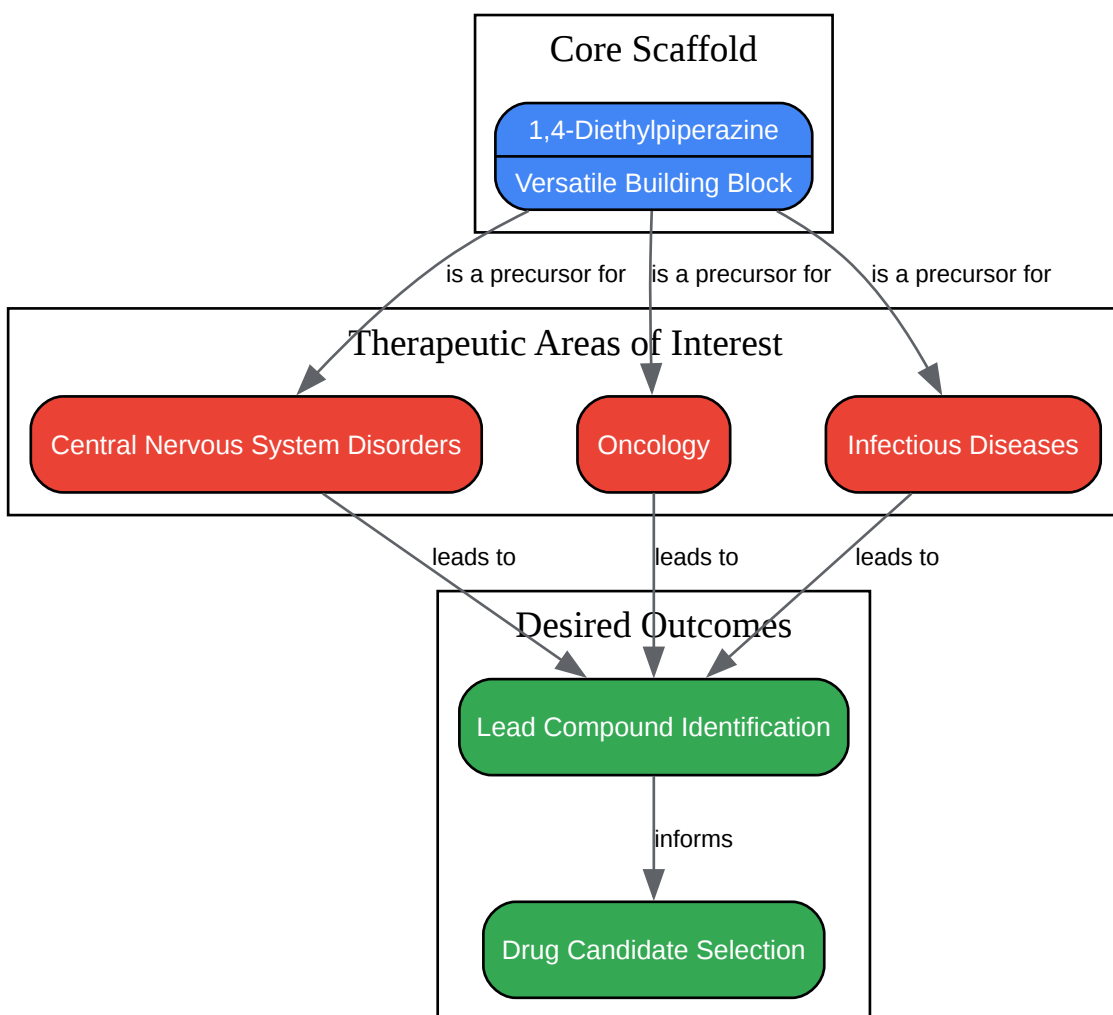 Core Scaffold
1,4-Diethylpiperazine
Versatile Building Block
is a precursor for
is a precursor for
is a precursor for
Therapeutic Areas of Interest
Central Nervous System Disorders
Oncology
Infectious Diseases
leads to
leads to
leads to
Desired Outcomes
Lead Compound Identification
informs
Drug Candidate Selection